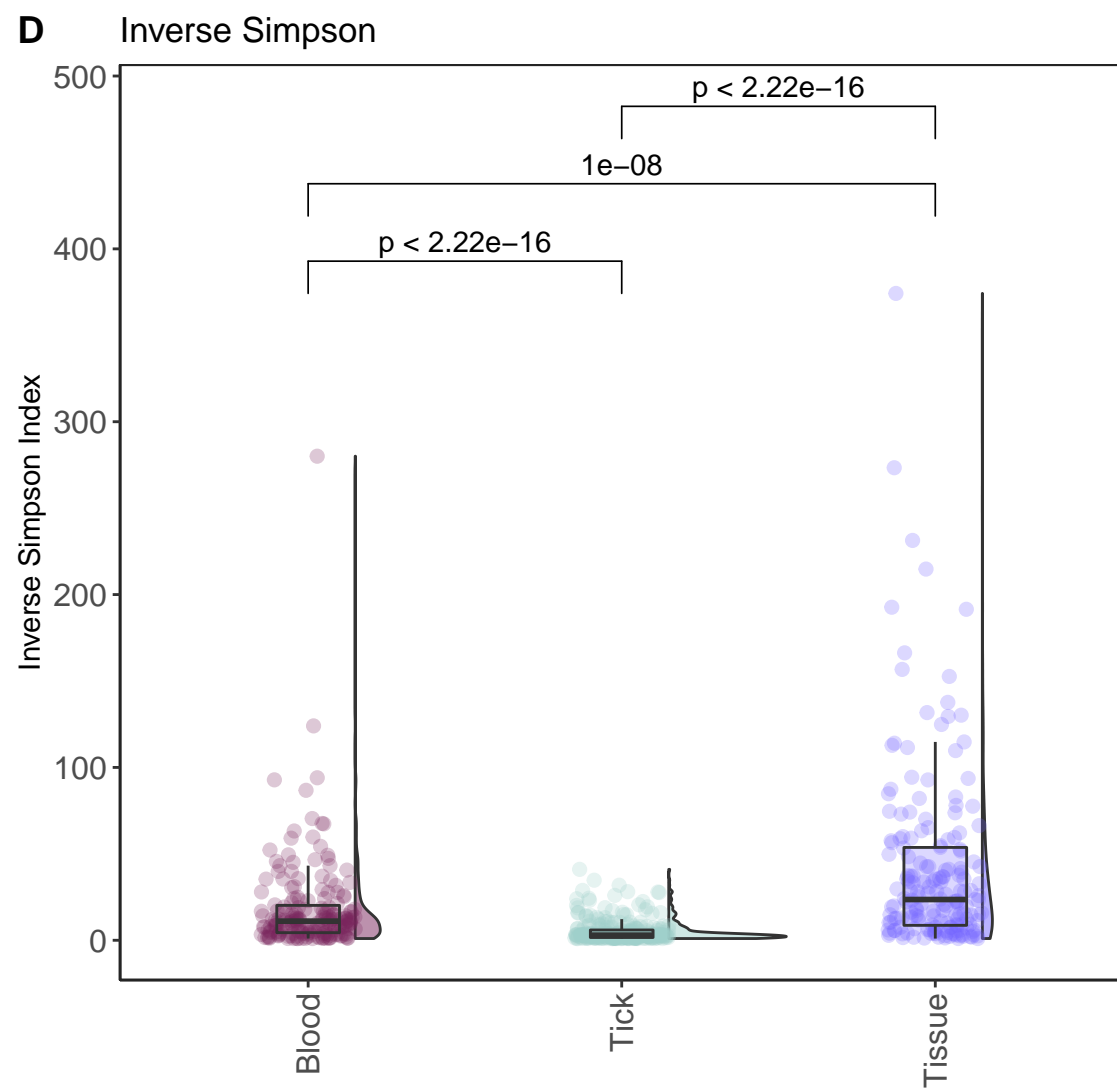 D Inverse Simpson
500
p < 2.22e−16
1e−08
p < 2.22e−16
400
300
200
100
0
Inverse Simpson Index
Blood
Tick
Tissue